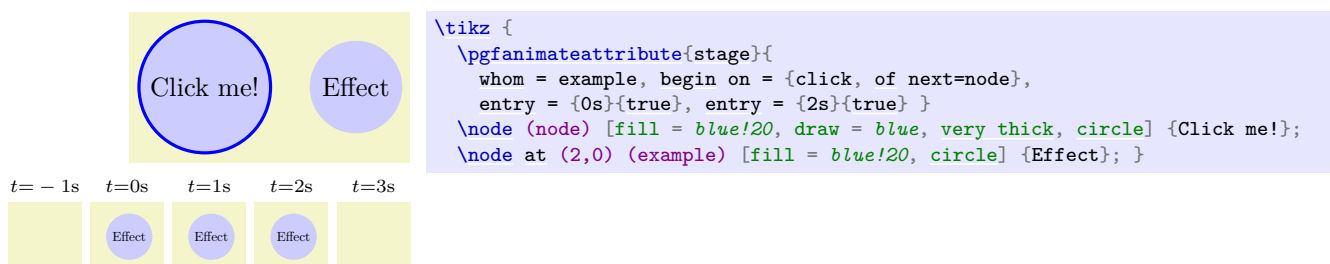 Click me! Effect
t=−1s t=0s t=1s t=2s t=3s
Effect Effect Effect
\tikz {
\pgfanimateattribute{stage}{
whom = example, begin on = {click, of next=node},
entry = {0s}{true}, entry = {2s}{true} }
\node (node) [fill = blue!20, draw = blue, very thick, circle] {Click me!};
\node at (2,0) (example) [fill = blue!20, circle] {Effect}; }